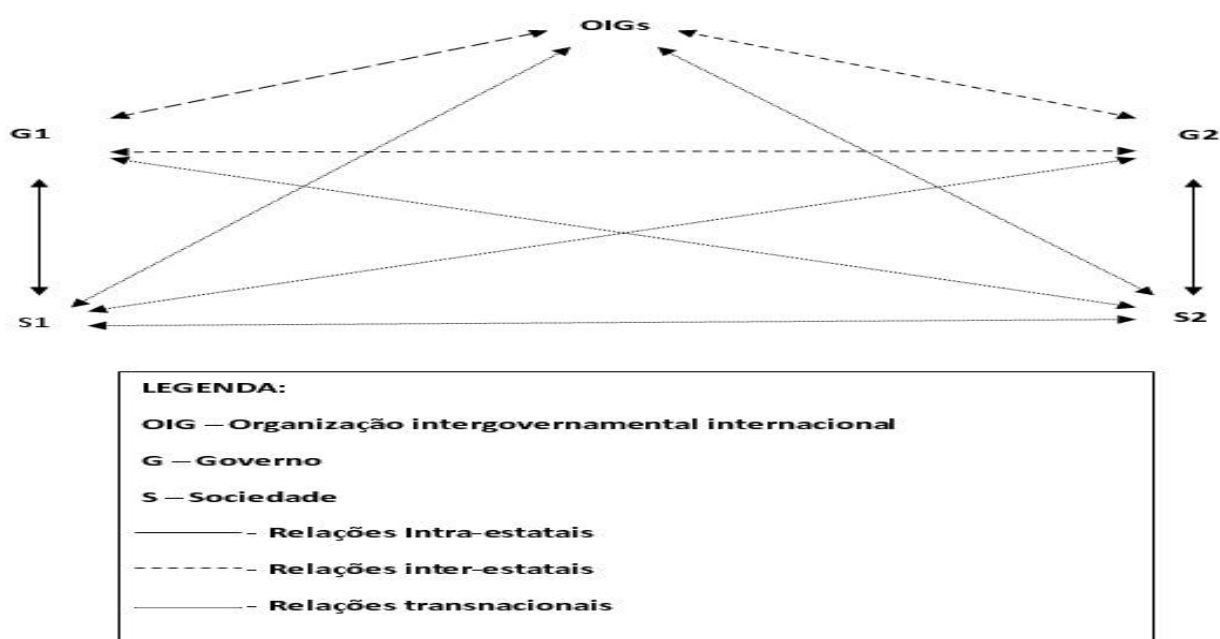 OIGs
G1
G2
S1
S2
LEGENDA:
OIG – Organização intergovernamental internacional
G – Governo
S – Sociedade
- Relações Intra-estatais
- Relações inter-estatais
- Relações transnacionais